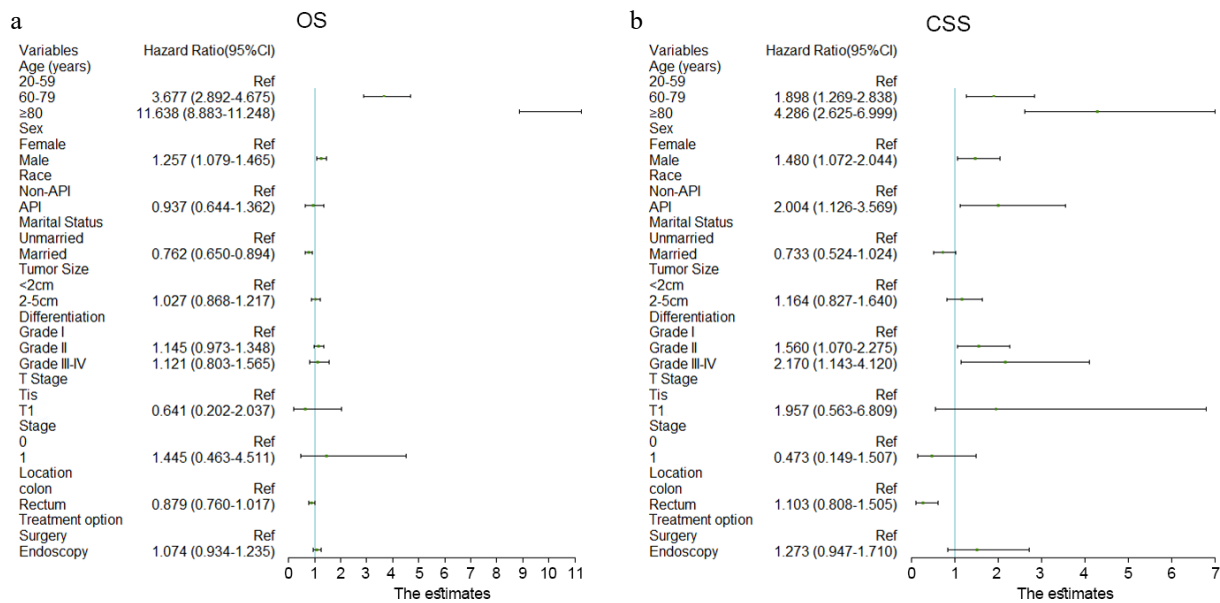 a
OS
Variables Hazard Ratio(95%CI)
Age (years)
20-59 Ref
60-79 3.677 (2.892-4.675)
≥80 11.638 (8.883-11.248)
Sex
Female Ref
Male 1.257 (1.079-1.465)
Race
Non-API Ref
API 0.937 (0.644-1.362)
Marital Status
Unmarried Ref
Married 0.762 (0.650-0.894)
Tumor Size
<2cm Ref
2-5cm 1.027 (0.868-1.217)
Differentiation
Grade I Ref
Grade II 1.145 (0.973-1.348)
Grade III-IV 1.121 (0.803-1.565)
T Stage
Tis Ref
T1 0.641 (0.202-2.037)
Stage
0 Ref
1 1.445 (0.463-4.511)
Location
colon Ref
Rectum 0.879 (0.760-1.017)
Treatment option
Surgery Ref
Endoscopy 1.074 (0.934-1.235)
0 1 2 3 4 5 6 7 8 9 10 11
The estimates
b
CSS
Variables Hazard Ratio(95%CI)
Age (years)
20-59 Ref
60-79 1.898 (1.269-2.838)
≥80 4.286 (2.625-6.999)
Sex
Female Ref
Male 1.480 (1.072-2.044)
Race
Non-API Ref
API 2.004 (1.126-3.569)
Marital Status
Unmarried Ref
Married 0.733 (0.524-1.024)
Tumor Size
<2cm Ref
2-5cm 1.164 (0.827-1.640)
Differentiation
Grade I Ref
Grade II 1.560 (1.070-2.275)
Grade III-IV 2.170 (1.143-4.120)
T Stage
Tis Ref
T1 1.957 (0.563-6.809)
Stage
0 Ref
1 0.473 (0.149-1.507)
Location
colon Ref
Rectum 1.103 (0.808-1.505)
Treatment option
Surgery Ref
Endoscopy 1.273 (0.947-1.710)
0 1 2 3 4 5 6 7
The estimates